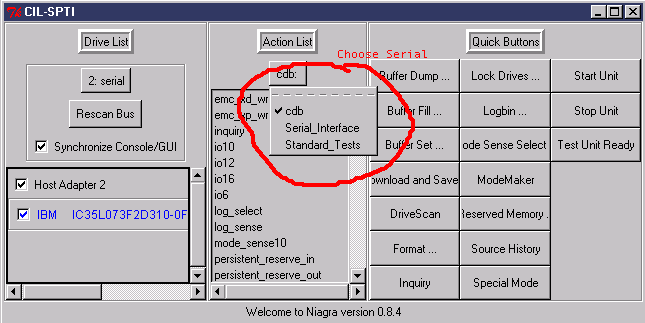 CIL-SPTI
Drive List
2: serial
Rescan Bus
Synchronize Console/GUI
Host Adapter 2
IBM IC35L073F2D310-0F
Action List
Choose Serial
cdb:
cdb
Serial_Interface
Standard_Tests
inquiry
io10
io12
io16
io6
log_select
log_sense
mode_sense10
persistent_reserve_in
persistent_reserve_out
Quick Buttons
Buffer Dump ... Lock Drives ... Start Unit
Buffer Fill ... Logbin ... Stop Unit
Buffer Set ... ode Sense Select Test Unit Ready
ownload and Save ModeMaker
DriveScan Reserved Memory .
Format ... Source History
Inquiry Special Mode
Welcome to Niagra version 0.8.4